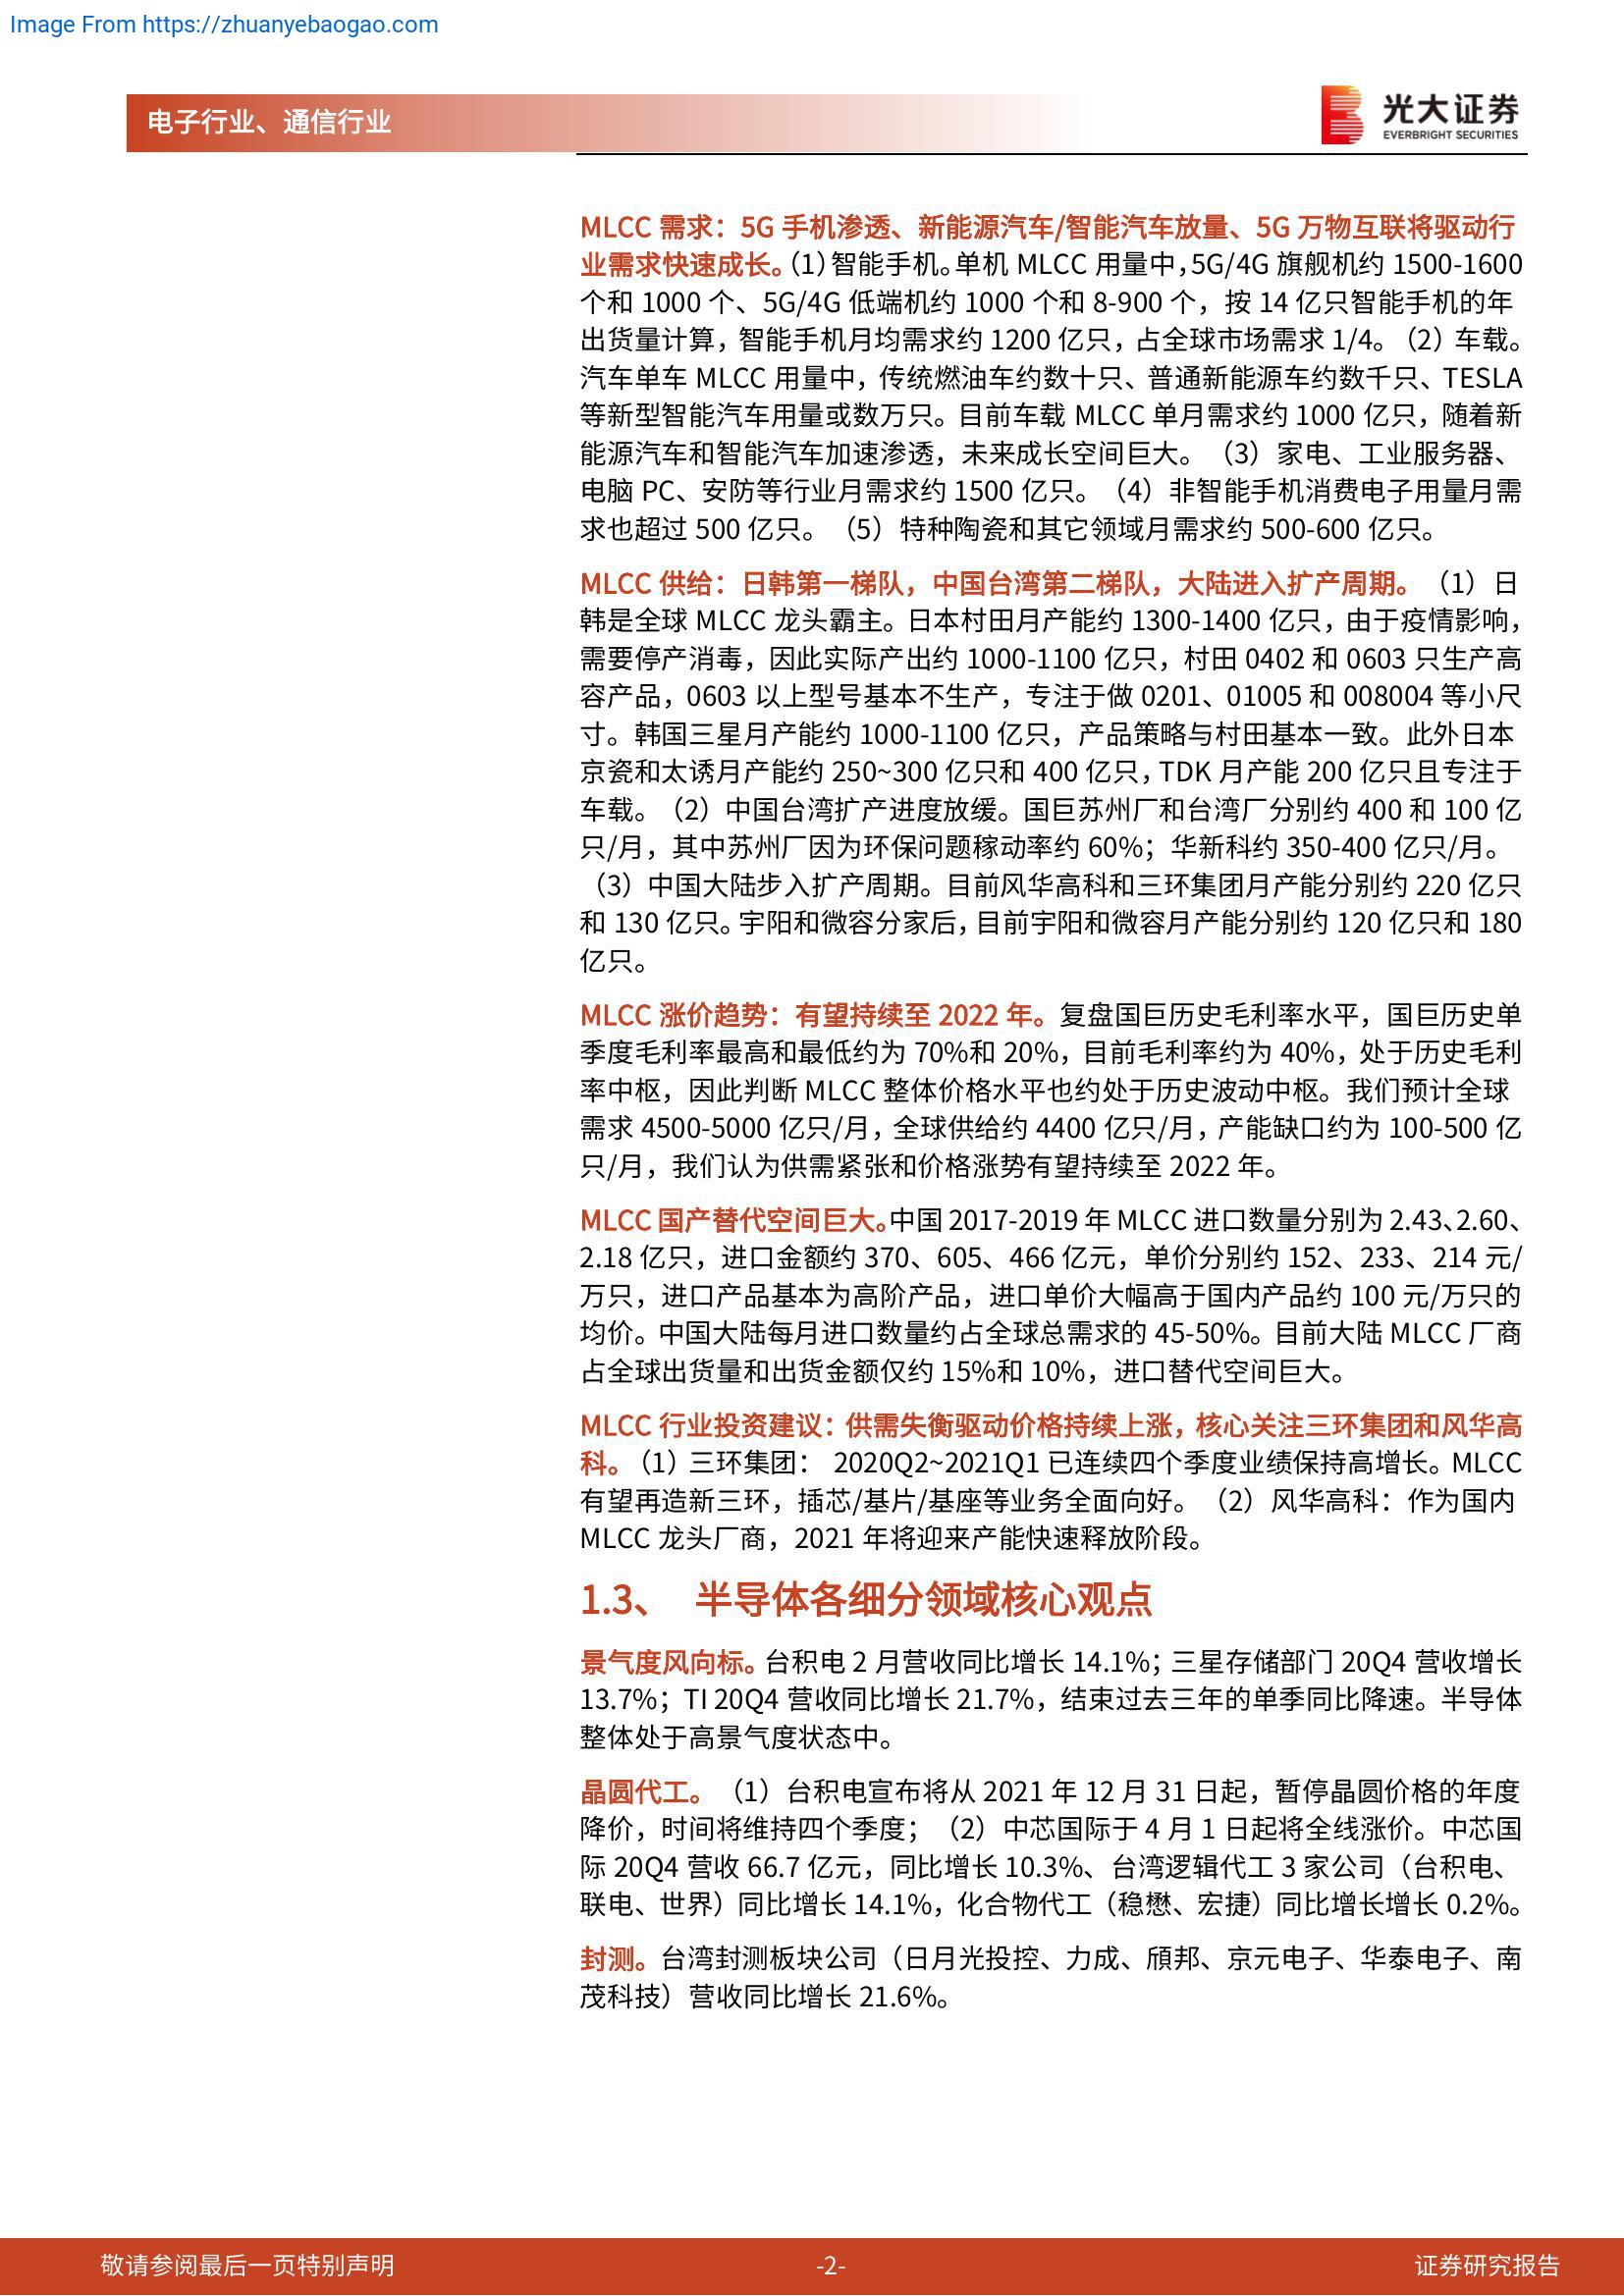 Image From https://zhuanyebaogao.com
电子行业、通信行业
光大证券
EVERBRIGHT SECURITIES
MLCC 需求：5G 手机渗透、新能源汽车/智能汽车放量、5G 万物互联将驱动行
业需求快速成长。（1）智能手机。单机 MLCC 用量中，5G/4G 旗舰机约 1500-1600
个和 1000 个、5G/4G 低端机约 1000 个和 8-900 个，按 14 亿只智能手机的年
出货量计算，智能手机月均需求约 1200 亿只，占全球市场需求 1/4。（2）车载。
汽车单车 MLCC 用量中，传统燃油车约数十只、普通新能源车约数千只、TESLA
等新型智能汽车用量或数万只。目前车载 MLCC 单月需求约 1000 亿只，随着新
能源汽车和智能汽车加速渗透，未来成长空间巨大。（3）家电、工业服务器、
电脑 PC、安防等行业月需求约 1500 亿只。（4）非智能手机消费电子用量月需
求也超过 500 亿只。（5）特种陶瓷和其它领域月需求约 500-600 亿只。
MLCC 供给：日韩第一梯队，中国台湾第二梯队，大陆进入扩产周期。（1）日
韩是全球 MLCC 龙头霸主。日本村田月产能约 1300-1400 亿只，由于疫情影响，
需要停产消毒，因此实际产出约 1000-1100 亿只，村田 0402 和 0603 只生产高
容产品，0603 以上型号基本不生产，专注于做 0201、01005 和 008004 等小尺
寸。韩国三星月产能约 1000-1100 亿只，产品策略与村田基本一致。此外日本
京瓷和太诱月产能约 250~300 亿只和 400 亿只，TDK 月产能 200 亿只且专注于
车载。（2）中国台湾扩产进度放缓。国巨苏州厂和台湾厂分别约 400 和 100 亿
只/月，其中苏州厂因为环保问题稼动率约 60%；华新科约 350-400 亿只/月。
（3）中国大陆步入扩产周期。目前风华高科和三环集团月产能分别约 220 亿只
和 130 亿只。宇阳和微容分家后，目前宇阳和微容月产能分别约 120 亿只和 180
亿只。
MLCC 涨价趋势：有望持续至 2022 年。复盘国巨历史毛利率水平，国巨历史单
季度毛利率最高和最低约为 70%和 20%，目前毛利率约为 40%，处于历史毛利
率中枢，因此判断 MLCC 整体价格水平也约处于历史波动中枢。我们预计全球
需求 4500-5000 亿只/月，全球供给约 4400 亿只/月，产能缺口约为 100-500 亿
只/月，我们认为供需紧张和价格涨势有望持续至 2022 年。
MLCC 国产替代空间巨大。中国 2017-2019 年 MLCC 进口数量分别为 2.43、2.60、
2.18 亿只，进口金额约 370、605、466 亿元，单价分别约 152、233、214 元/
万只，进口产品基本为高阶产品，进口单价大幅高于国内产品约 100 元/万只的
均价。中国大陆每月进口数量约占全球总需求的 45-50%。目前大陆 MLCC 厂商
占全球出货量和出货金额仅约 15%和 10%，进口替代空间巨大。
MLCC 行业投资建议：供需失衡驱动价格持续上涨，核心关注三环集团和风华高
科。（1）三环集团： 2020Q2~2021Q1 已连续四个季度业绩保持高增长。MLCC
有望再造新三环，插芯/基片/基座等业务全面向好。（2）风华高科：作为国内
MLCC 龙头厂商，2021 年将迎来产能快速释放阶段。
1.3、 半导体各细分领域核心观点
景气度风向标。台积电 2 月营收同比增长 14.1%；三星存储部门 20Q4 营收增长
13.7%；TI 20Q4 营收同比增长 21.7%，结束过去三年的单季同比降速。半导体
整体处于高景气度状态中。
晶圆代工。（1）台积电宣布将从 2021 年 12 月 31 日起，暂停晶圆价格的年度
降价，时间将维持四个季度；（2）中芯国际于 4 月 1 日起将全线涨价。中芯国
际 20Q4 营收 66.7 亿元，同比增长 10.3%、台湾逻辑代工 3 家公司（台积电、
联电、世界）同比增长 14.1%，化合物代工（稳懋、宏捷）同比增长增长 0.2%。
封测。台湾封测板块公司（日月光投控、力成、颀邦、京元电子、华泰电子、南
茂科技）营收同比增长 21.6%。
敬请参阅最后一页特别声明
-2-
证券研究报告